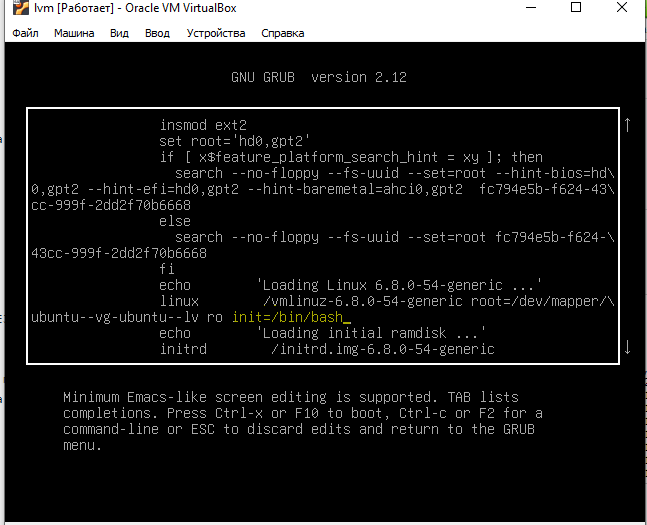 lvm [Работает] - Oracle VM VirtualBox
Файл Машина Вид Ввод Устройства Справка
GNU GRUB version 2.12
insmod ext2
set root='hd0,gpt2'
if [ x$feature_platform_search_hint = xy ]; then
search --no-floppy --fs-uuid --set=root --hint-bios=hd\
0,gpt2 --hint-efi=hd0,gpt2 --hint-baremetal=ahci0,gpt2 fc794e5b-f624-43\
cc-999f-2dd2f70b6668
else
search --no-floppy --fs-uuid --set=root fc794e5b-f624-\
43cc-999f-2dd2f70b6668
fi
echo 'Loading Linux 6.8.0-54-generic ...'
linux /vmlinuz-6.8.0-54-generic root=/dev/mapper/\
ubuntu--vg-ubuntu--lv ro init=/bin/bash_
echo 'Loading initial ramdisk ...'
initrd /initrd.img-6.8.0-54-generic
Minimum Emacs-like screen editing is supported. TAB lists
completions. Press Ctrl-x or F10 to boot, Ctrl-c or F2 for a
command-line or ESC to discard edits and return to the GRUB
menu.